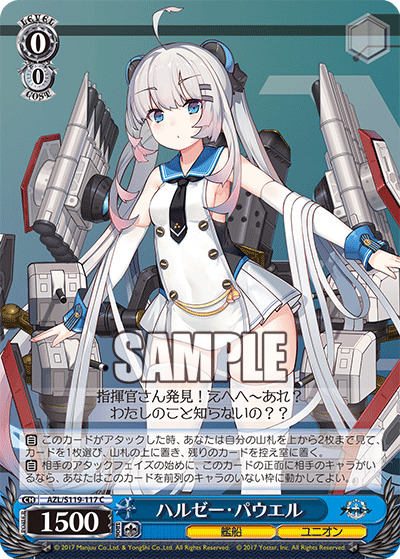 LEVEL
0
0
COST
SAMPLE
指揮官さん発見！えへへ〜あれ？
わたしのこと知らないの？？
自 このカードがアタックした時、あなたは自分の山札を上から2枚まで見て、
カードを1枚選び、山札の上に置き、残りのカードを控え室に置く。
自 相手のアタックフェイズの始めに、このカードの正面に相手のキャラがいるなら、あなたはこのカードを前列のキャラのいない枠に動かしてよい。
AZL/S119-117 C
POWER
1500
ハルゼー・パウエル
艦船
ユニオン
© 2017 Manjuu Co.,Ltd. & YongShi Co.,Ltd. All Rights Reserved. © 2017 Yostar, Inc. All Rights Reserved.